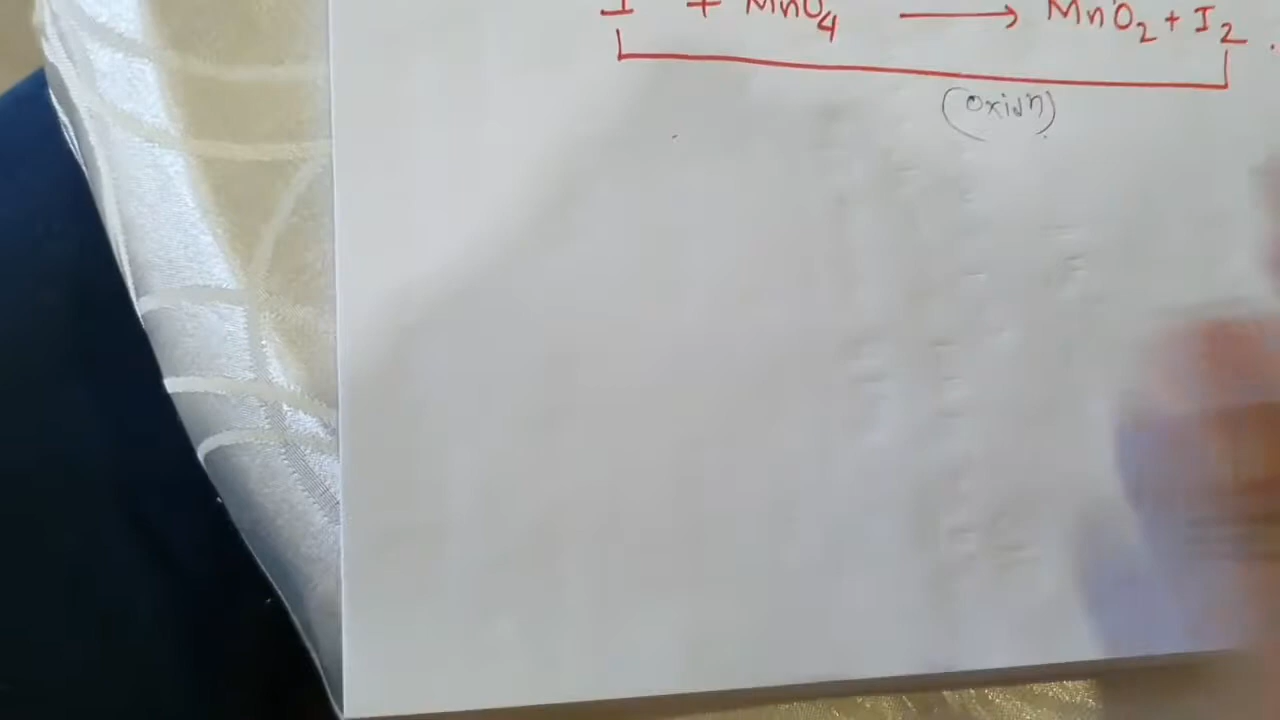 I + MnO4 ⟶ MnO2 + I2 .
(Oxidn)